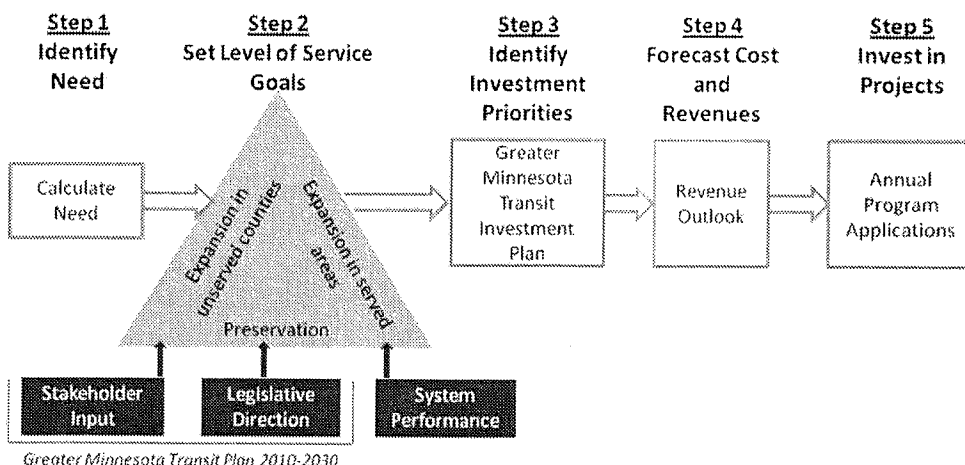 Step 1
Identify
Need
Step 2
Set Level of Service
Goals
Step 3
Identify
Investment
Priorities
Step 4
Forecast Cost
and
Revenues
Step 5
Invest in
Projects
Calculate
Need
Expansion in
unserved counties
Expansion in served
areas
Preservation
Greater
Minnesota
Transit
Investment
Plan
Revenue
Outlook
Annual
Program
Applications
Stakeholder
Input
Legislative
Direction
System
Performance
Greater Minnesota Transit Plan 2010-2030